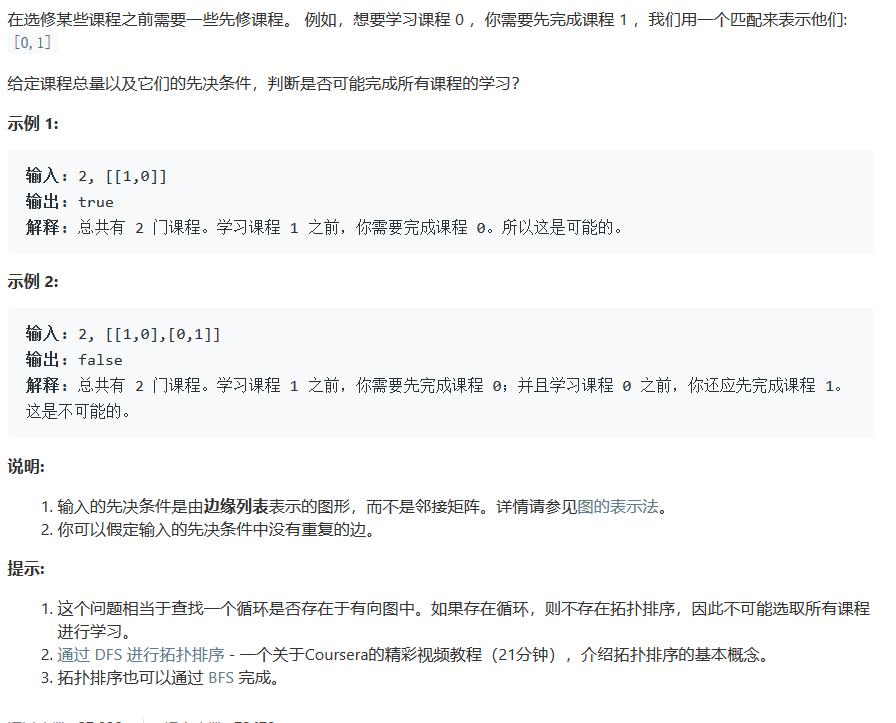 在选修某些课程之前需要一些先修课程。 例如，想要学习课程 0 ，你需要先完成课程 1 ，我们用一个匹配来表示他们:
[0,1]
给定课程总量以及它们的先决条件，判断是否可能完成所有课程的学习？
示例 1:
输入: 2, [[1,0]]
输出: true
解释: 总共有 2 门课程。学习课程 1 之前，你需要完成课程 0。所以这是可能的。
示例 2:
输入: 2, [[1,0],[0,1]]
输出: false
解释: 总共有 2 门课程。学习课程 1 之前，你需要先完成课程 0；并且学习课程 0 之前，你还应先完成课程 1。
这是不可能的。
说明:
1. 输入的先决条件是由边缘列表表示的图形，而不是邻接矩阵。详情请参见图的表示法。
2. 你可以假定输入的先决条件中没有重复的边。
提示:
1. 这个问题相当于查找一个循环是否存在于有向图中。如果存在循环，则不存在拓扑排序，因此不可能选取所有课程
进行学习。
2. 通过 DFS 进行拓扑排序 - 一个关于Coursera的精彩视频教程（21分钟），介绍拓扑排序的基本概念。
3. 拓扑排序也可以通过 BFS 完成。